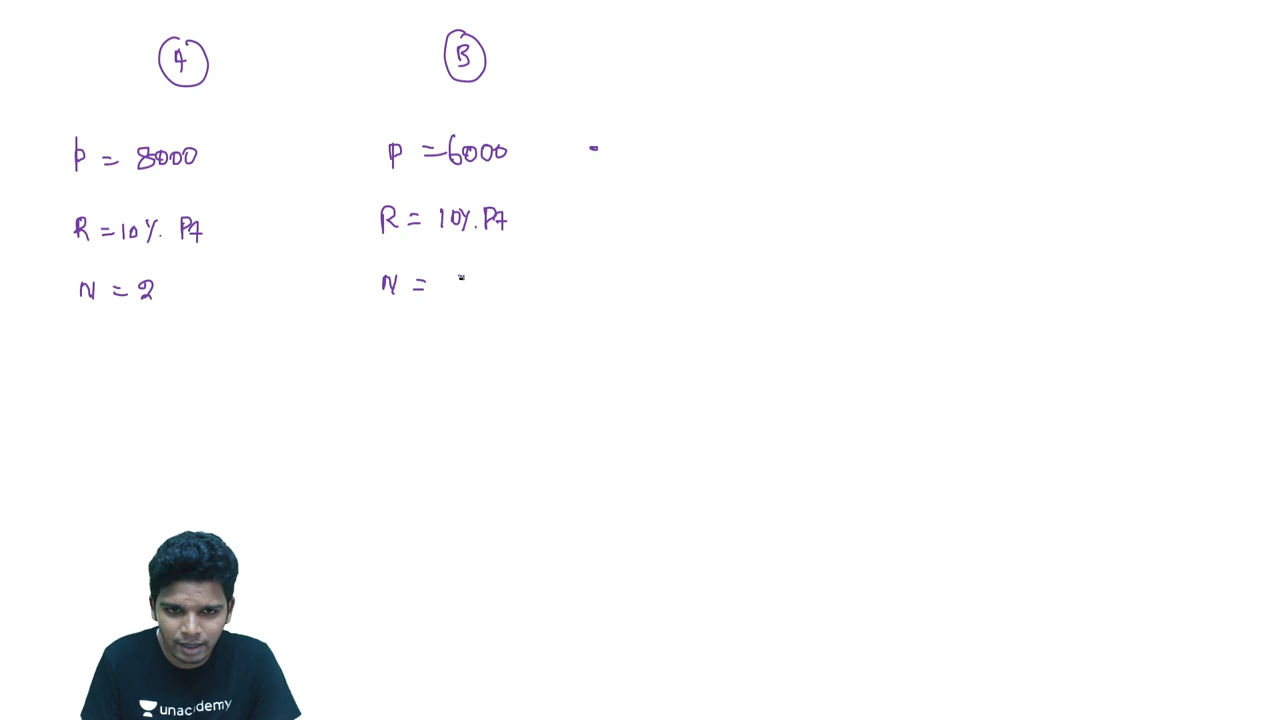 A B
P = 8000 P = 6000
R = 10%. PA R = 10%. PA
N = 2 N =
unacademy